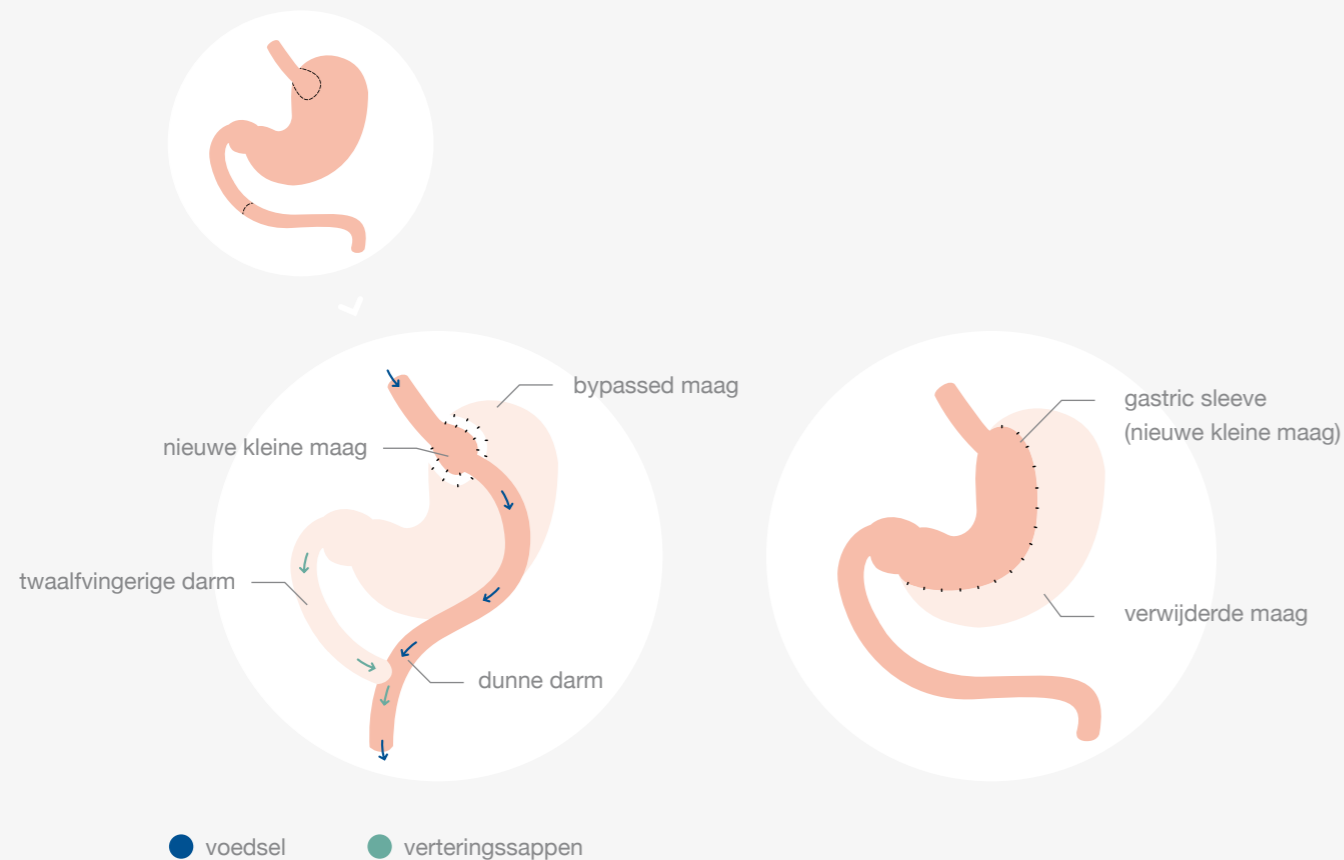 bypassed maag
nieuwe kleine maag
twaalfvingerige darm
dunne darm
gastric sleeve
(nieuwe kleine maag)
verwijderde maag
voedsel
verteringssappen